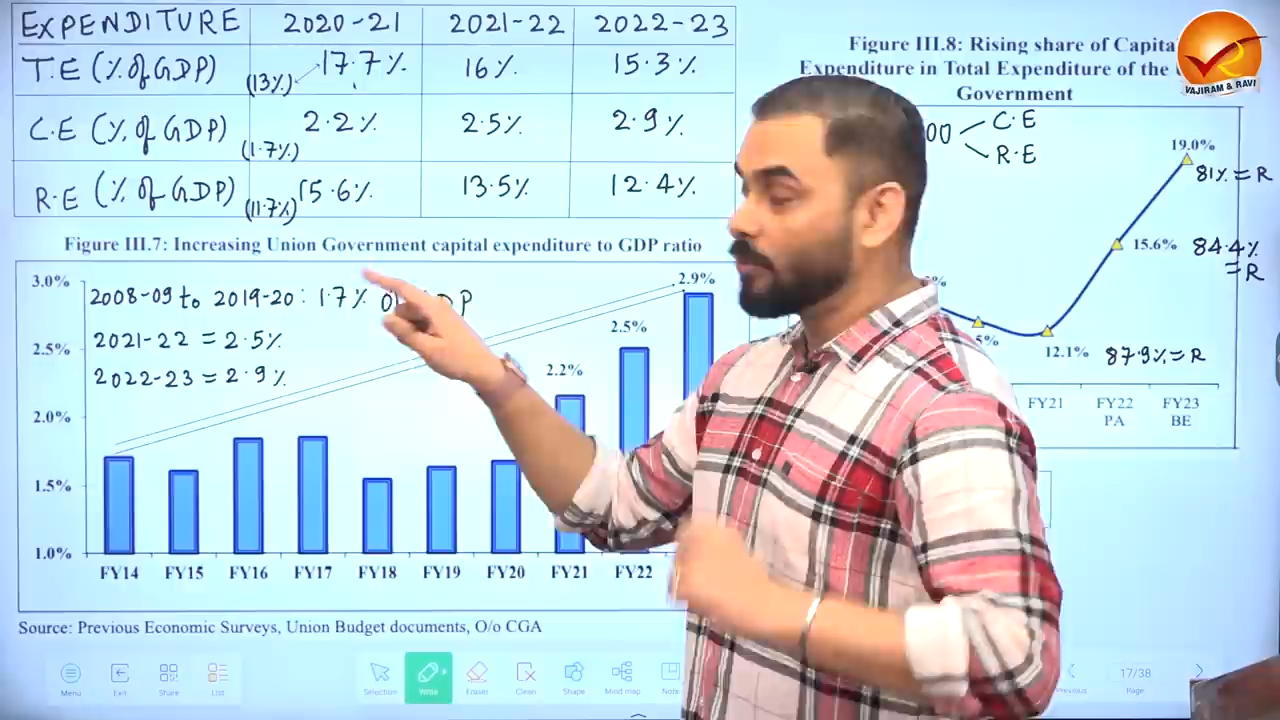 EXPENDITURE 2020-21 2021-22 2022-23
T.E (% of GDP) (13%) 17.7% 16% 15.3%
C.E (% of GDP) (1.7%) 2.2% 2.5% 2.9%
R.E (% of GDP) (11.7%) 15.6% 13.5% 12.4%
Figure III.7: Increasing Union Government capital expenditure to GDP ratio
3.0%
2.5%
2.0%
1.5%
1.0%
2008-09 to 2019-20: 1.7%
2021-22 = 2.5%
2022-23 = 2.9%
2.2%
2.5%
2.9%
FY14 FY15 FY16 FY17 FY18 FY19 FY20 FY21 FY22
Source: Previous Economic Surveys, Union Budget documents, O/o CGA
Figure III.8: Rising share of Capita
Expenditure in Total Expenditure of the
Government
C.E
R.E
19.0%
81% = R
15.6% 84.4%
= R
12.1% 87.9% = R
FY21 FY22 FY23
PA BE
VAJIRAM & RAVI
Menu Exit Share List Selection Write Eraser Clean Shape Mind map Previous 17/38
Page